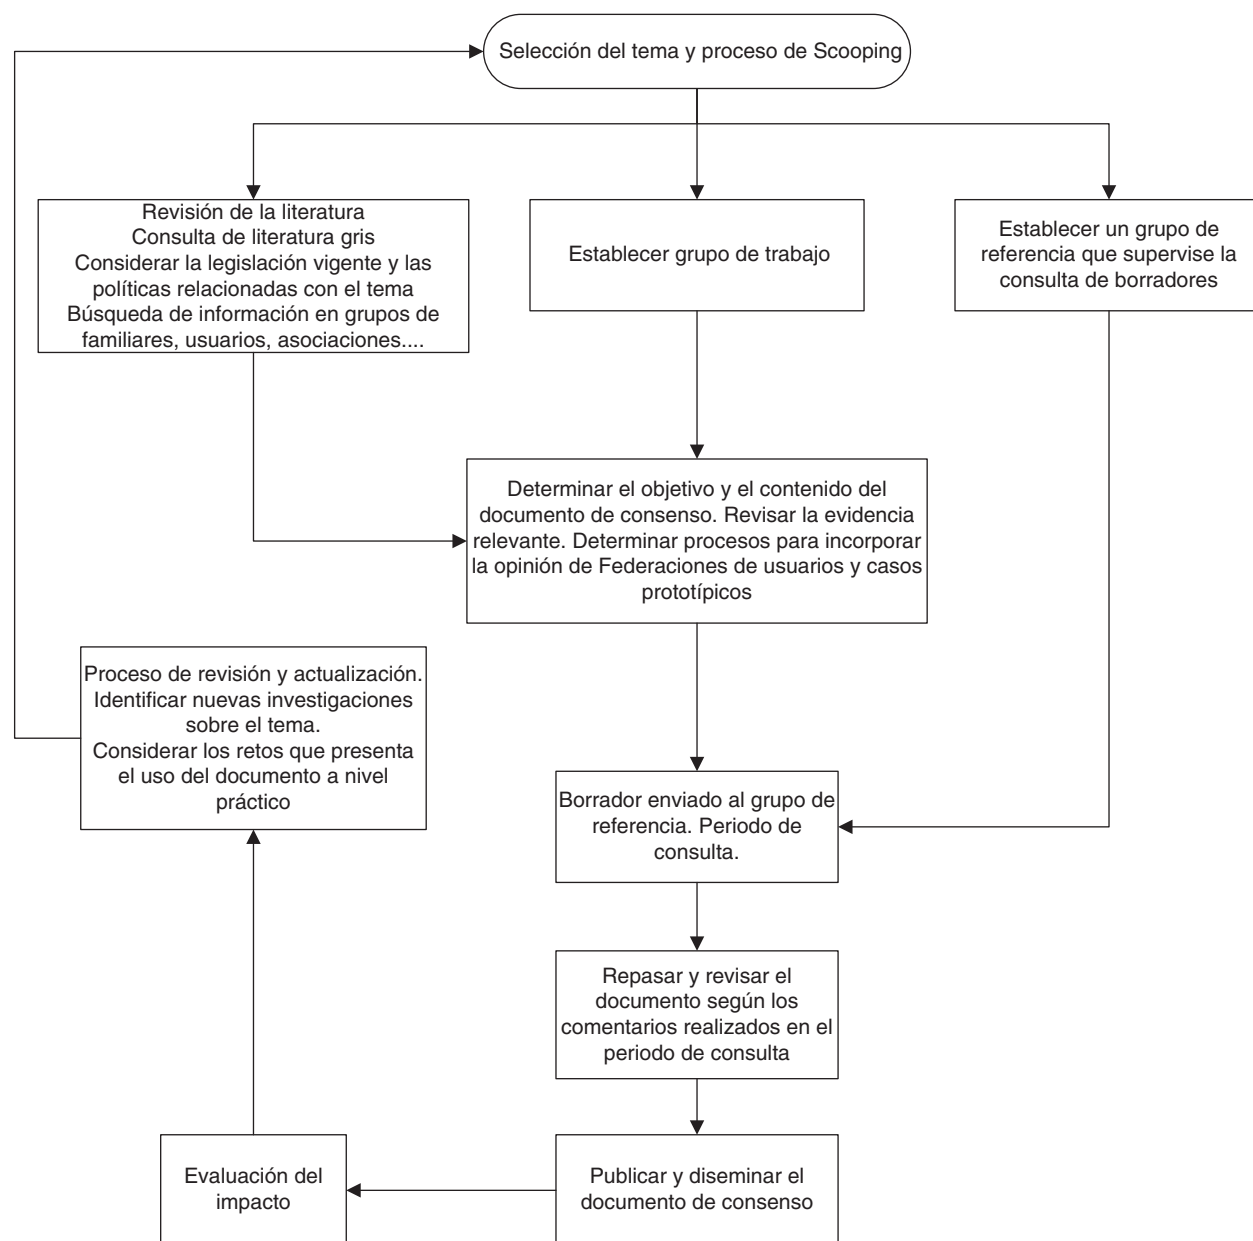 Selección del tema y proceso de Scooping
Revisión de la literatura
Consulta de literatura gris
Considerar la legislación vigente y las
políticas relacionadas con el tema
Búsqueda de información en grupos de
familiares, usuarios, asociaciones....
Establecer grupo de trabajo
Establecer un grupo de
referencia que supervise la
consulta de borradores
Determinar el objetivo y el contenido del
documento de consenso. Revisar la evidencia
relevante. Determinar procesos para incorporar
la opinión de Federaciones de usuarios y casos
prototípicos
Proceso de revisión y actualización.
Identificar nuevas investigaciones
sobre el tema.
Considerar los retos que presenta
el uso del documento a nivel
práctico
Borrador enviado al grupo de
referencia. Periodo de
consulta.
Repasar y revisar el
documento según los
comentarios realizados en el
periodo de consulta
Evaluación del
impacto
Publicar y diseminar el
documento de consenso